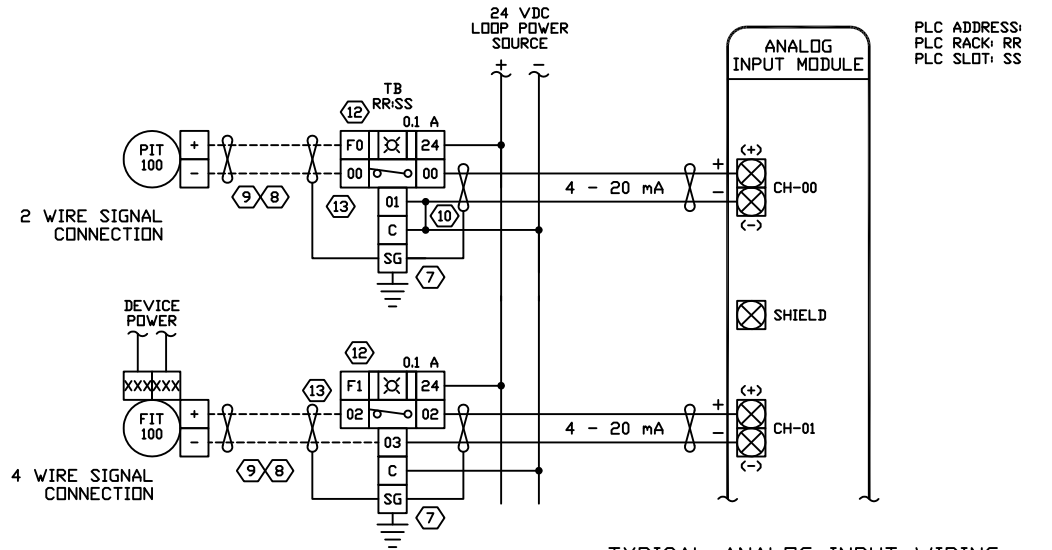 24 VDC
LOOP POWER
SOURCE
+ −
PLC ADDRESS:
PLC RACK: RR
PLC SLOT: SS
ANALOG
INPUT MODULE
TB
RR:SS
12
0.1 A
PIT
100
+
−
F0
24
00
00
9
8
13
01
10
C
SG
7
4 - 20 mA
+
−
(+)
CH-00
(−)
2 WIRE SIGNAL
CONNECTION
SHIELD
DEVICE
POWER
XXX
XXX
12
0.1 A
FIT
100
+
−
13
F1
24
02
02
03
9
8
C
SG
7
4 - 20 mA
+
−
(+)
CH-01
(−)
4 WIRE SIGNAL
CONNECTION
TYPICAL ANALOG INPUT WIRING